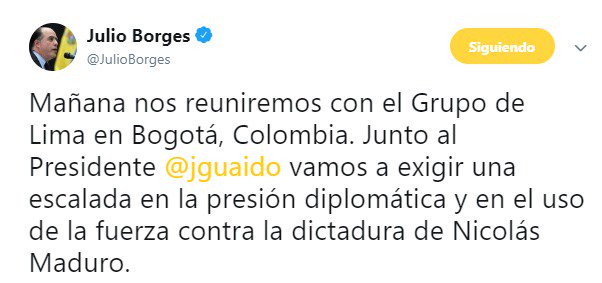 Julio Borges
@JulioBorges
Siguiendo
Mañana nos reuniremos con el Grupo de
Lima en Bogotá, Colombia. Junto al
Presidente @jguaido vamos a exigir una
escalada en la presión diplomática y en el uso
de la fuerza contra la dictadura de Nicolás
Maduro.